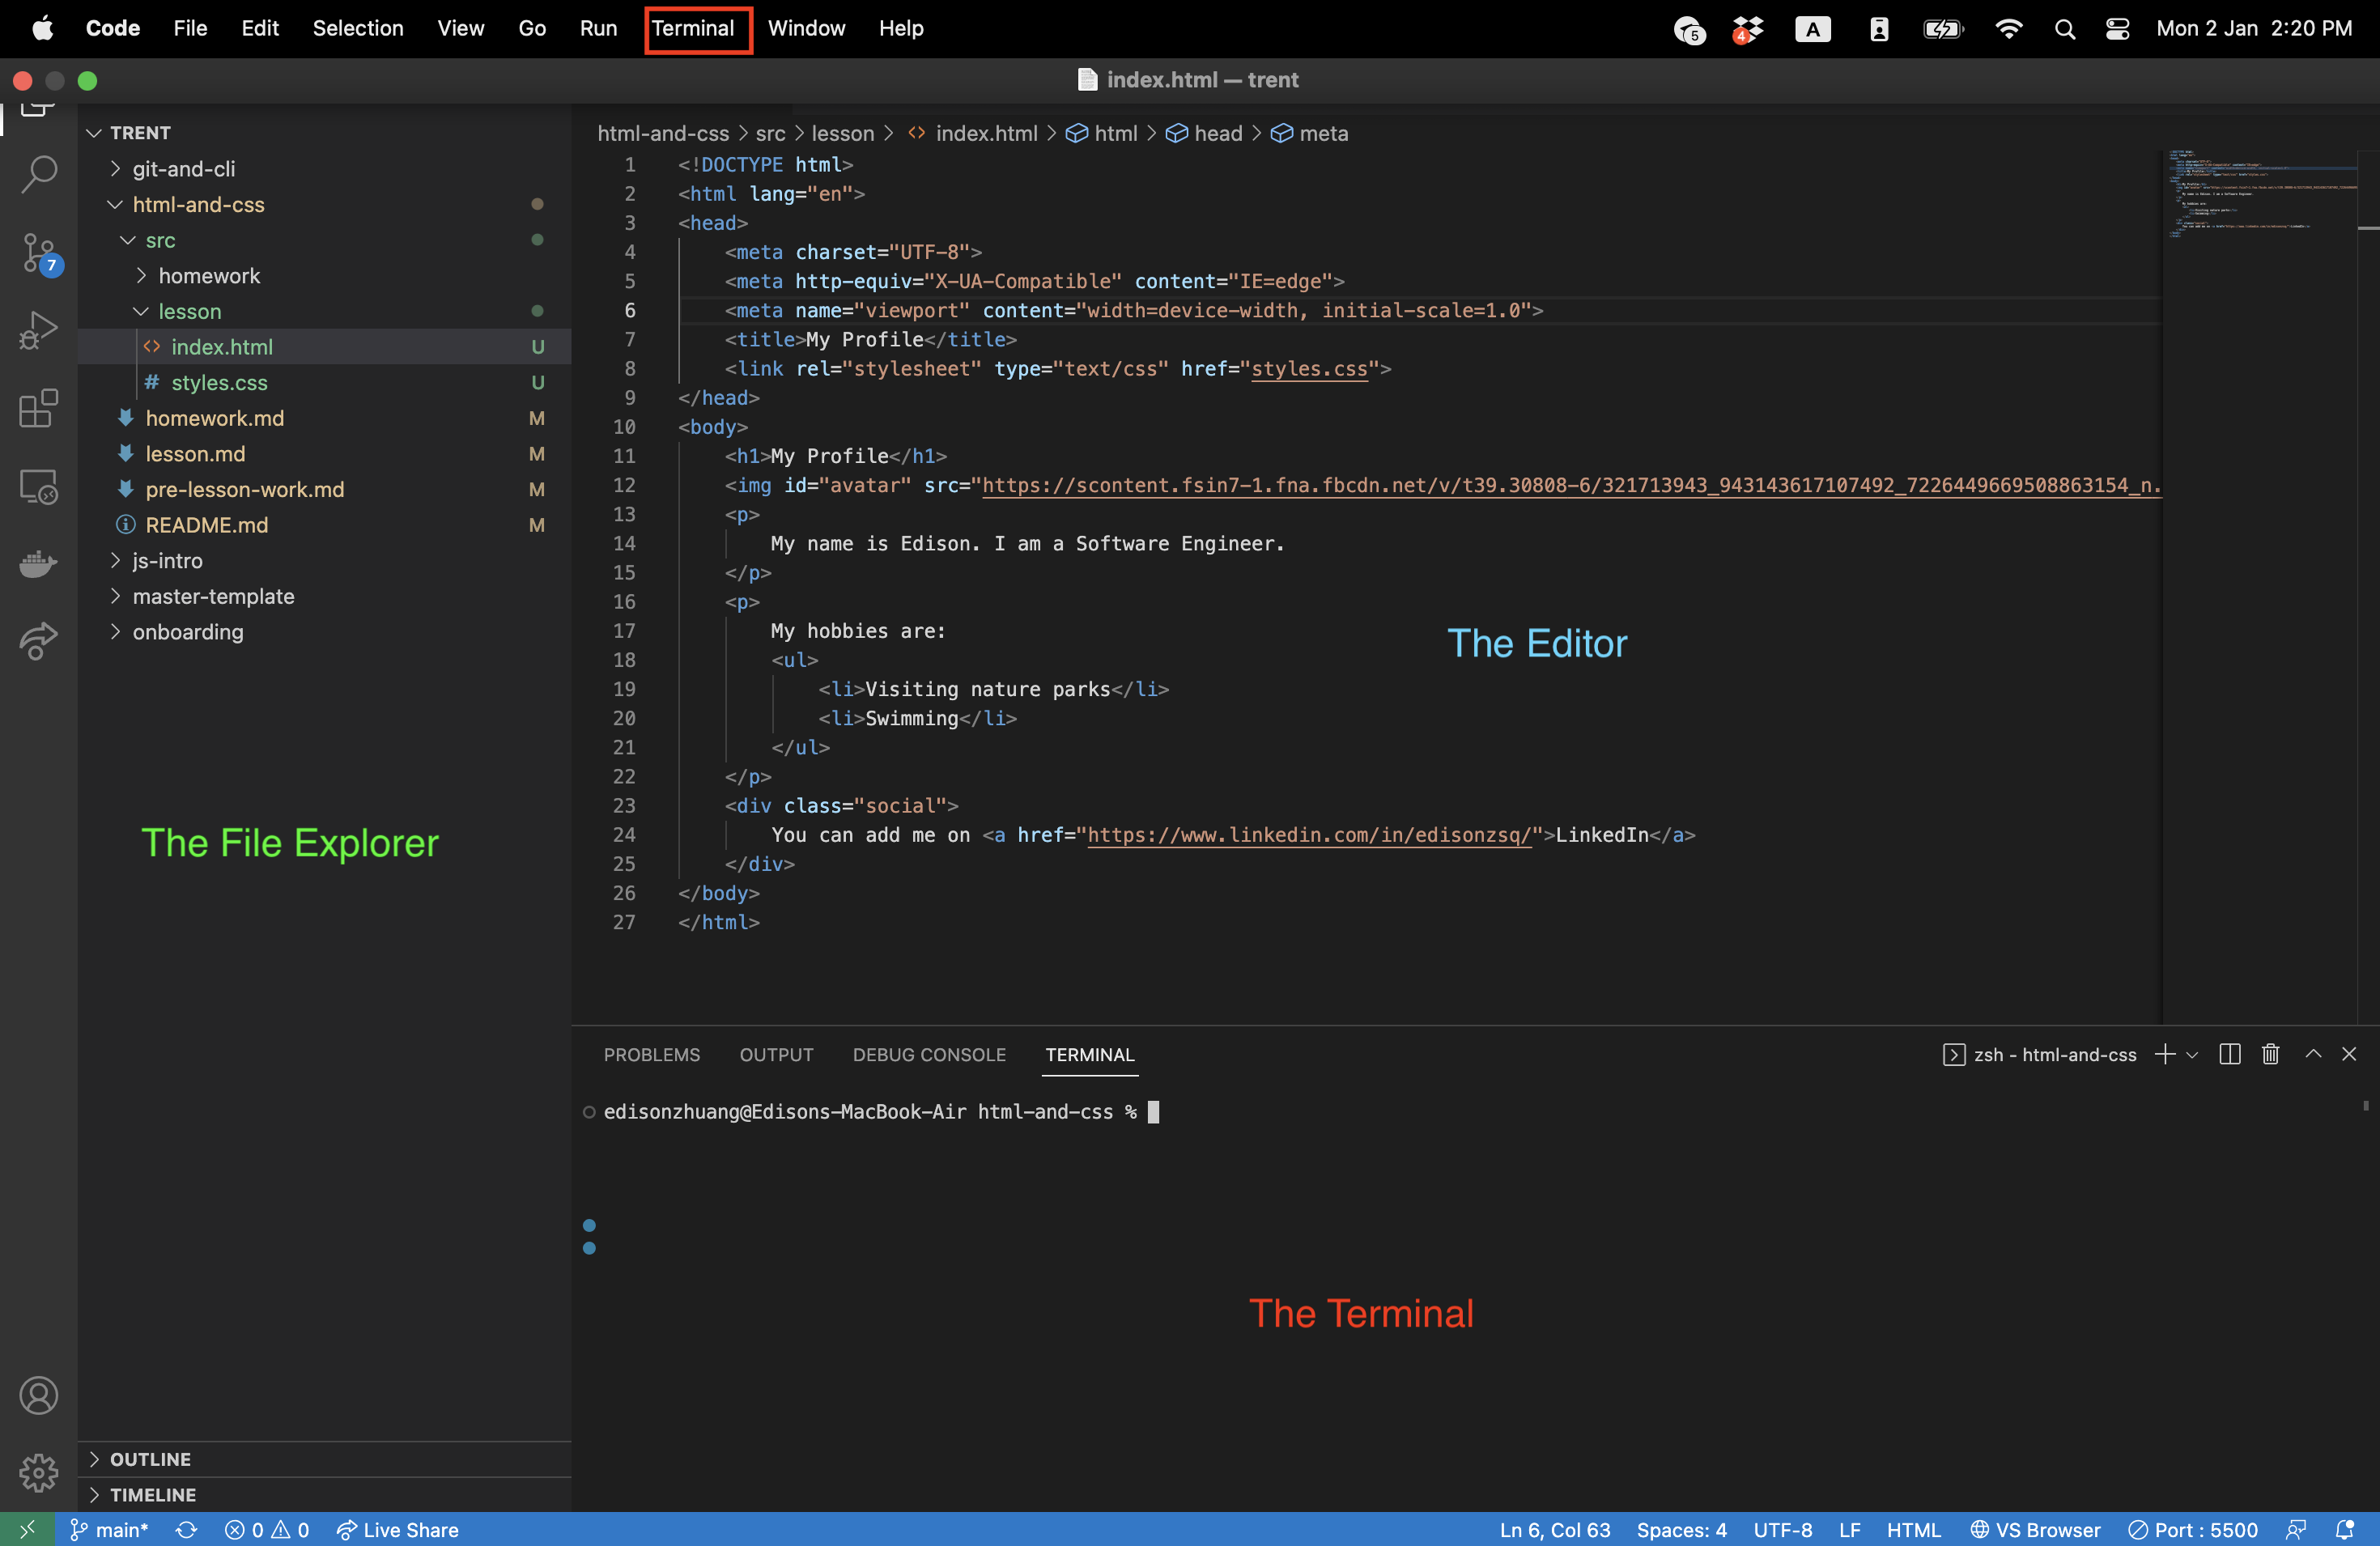 Code File Edit Selection View Go Run Terminal Window Help 5 4 A Mon 2 Jan 2:20 PM
index.html — trent
TRENT
git-and-cli
html-and-css
src
homework
lesson
index.html U
styles.css U
homework.md M
lesson.md M
pre-lesson-work.md M
README.md M
js-intro
master-template
onboarding
7
The File Explorer
OUTLINE
TIMELINE
html-and-css > src > lesson > <> index.html > html > head > meta
1 <!DOCTYPE html>
2 <html lang="en">
3 <head>
4 <meta charset="UTF-8">
5 <meta http-equiv="X-UA-Compatible" content="IE=edge">
6 <meta name="viewport" content="width=device-width, initial-scale=1.0">
7 <title>My Profile</title>
8 <link rel="stylesheet" type="text/css" href="styles.css">
9 </head>
10 <body>
11 <h1>My Profile</h1>
12 <img id="avatar" src="https://scontent.fsin7-1.fna.fbcdn.net/v/t39.30808-6/321713943_943143617107492_7226449669508863154_n.
13 <p>
14 My name is Edison. I am a Software Engineer.
15 </p>
16 <p>
17 My hobbies are:
18 <ul>
19 <li>Visiting nature parks</li>
20 <li>Swimming</li>
21 </ul>
22 </p>
23 <div class="social">
24 You can add me on <a href="https://www.linkedin.com/in/edisonzsq/">LinkedIn</a>
25 </div>
26 </body>
27 </html>
The Editor
PROBLEMS OUTPUT DEBUG CONSOLE TERMINAL zsh - html-and-css
edisonzhuang@Edisons-MacBook-Air html-and-css %
The Terminal
main* 0 0 Live Share Ln 6, Col 63 Spaces: 4 UTF-8 LF HTML VS Browser Port : 5500